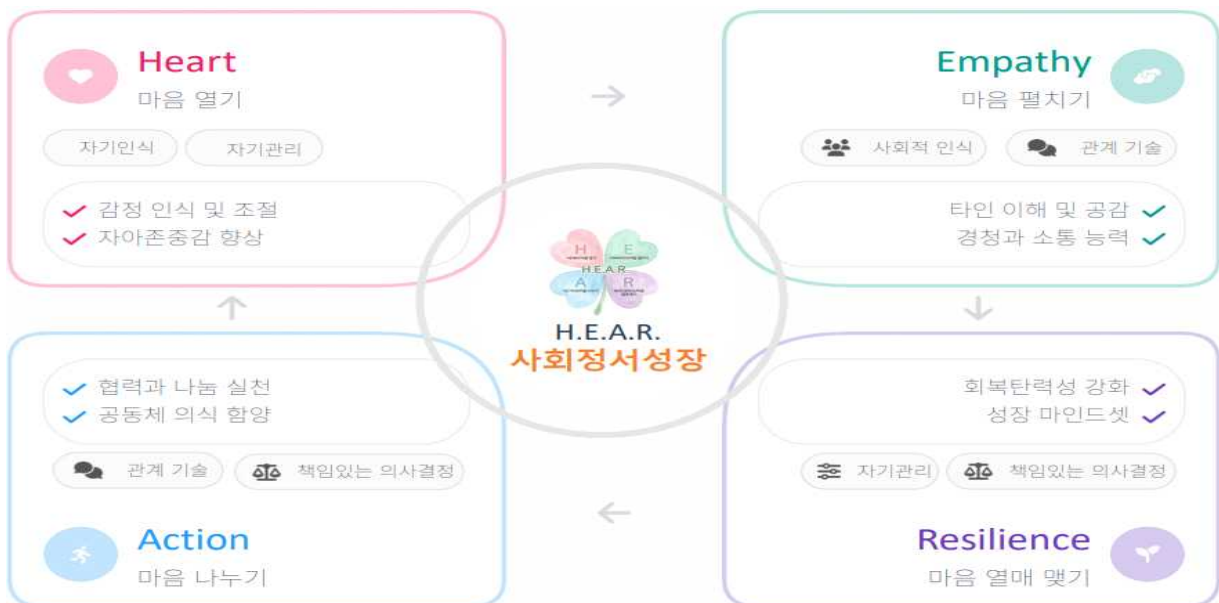 Heart
마음 열기
자기인식
자기관리
감정 인식 및 조절
자아존중감 향상
Empathy
마음 펼치기
사회적 인식
관계 기술
타인 이해 및 공감
경청과 소통 능력
H E
H.E.A.R
A R
H.E.A.R.
사회정서성장
협력과 나눔 실천
공동체 의식 함양
관계 기술
책임있는 의사결정
Action
마음 나누기
회복탄력성 강화
성장 마인드셋
자기관리
책임있는 의사결정
Resilience
마음 열매 맺기